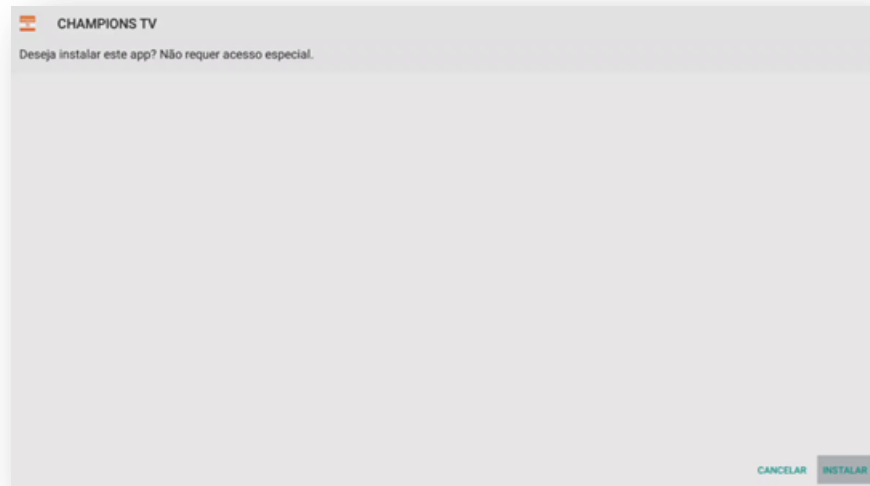 CHAMPIONS TV
Deseja instalar este app? Não requer acesso especial.
CANCELAR INSTALAR